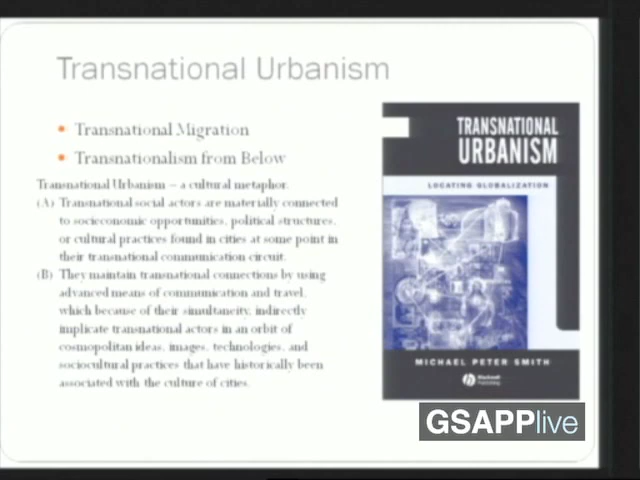 Transnational Urbanism
• Transnational Migration
• Transnationalism from Below
Transnational Urbanism – a cultural metaphor.
(A) Transnational social actors are materially connected
to socieconomic opportunities, political structures,
or cultural practices found in cities at some point in
their transnational communication circuit.
(B) They maintain transnational connections by using
advanced means of communication and travel,
which because of their simultaneity, indirectly
implicate transnational actors in an orbit of
cosmopolitan ideas, images, technologies, and
sociocultural practices that have historically been
associated with the culture of cities.
TRANSNATIONAL
URBANISM
LOCATING GLOBALIZATION
MICHAEL PETER SMITH
Blackwell
Publishing
GSAPPlive